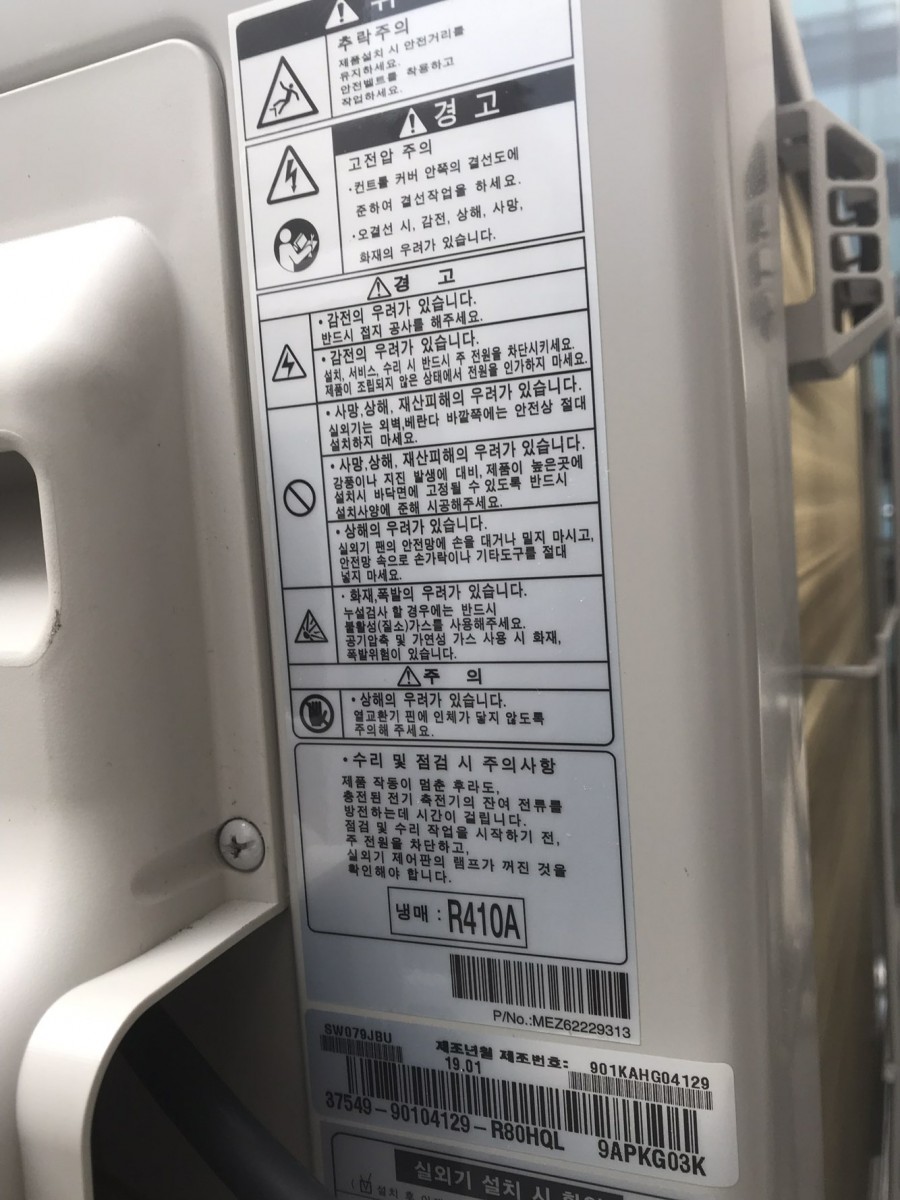 추락주의
제품설치 시 안전거리를
유지하세요.
안전벨트를 착용하고
작업하세요.
경고
고전압 주의
·컨트롤 커버 안쪽의 결선도에
준하여 결선작업을 하세요.
·오결선 시, 감전, 상해, 사망,
화재의 우려가 있습니다.
경 고
·감전의 우려가 있습니다.
반드시 접지 공사를 해주세요.
·감전의 우려가 있습니다.
설치, 서비스, 수리 시 반드시 주 전원을 차단시키세요.
제품이 조립되지 않은 상태에서 전원을 인가하지 마세요.
·사망,상해, 재산피해의 우려가 있습니다.
실외기는 외벽,베란다 바깥쪽에는 안전상 절대
설치하지 마세요.
·사망,상해, 재산피해의 우려가 있습니다.
강풍이나 지진 발생에 대비, 제품이 높은곳에
설치시 바닥면에 고정될 수 있도록 반드시
설치사양에 준해 시공해주세요.
·상해의 우려가 있습니다.
실외기 팬의 안전망에 손을 대거나 밀지 마시고,
안전망 속으로 손가락이나 기타도구를 절대
넣지 마세요.
·화재,폭발의 우려가 있습니다.
누설검사 할 경우에는 반드시
불활성(질소)가스를 사용해주세요.
공기압축 및 가연성 가스 사용 시 화재,
폭발위험이 있습니다.
주 의
·상해의 우려가 있습니다.
열교환기 핀에 인체가 닿지 않도록
주의해 주세요.
·수리 및 점검 시 주의사항
제품 작동이 멈춘 후라도,
충전된 전기 축전기의 잔여 전류를
방전하는데 시간이 걸립니다.
점검 및 수리 작업을 시작하기 전,
주 전원을 차단하고,
실외기 제어판의 램프가 꺼진 것을
확인해야 합니다.
냉매 : R410A
P/No.:MEZ62229313
SW079JBU
제조년월 제조번호: 901KAHG04129
19.01
37549-90104129-R80HQL 9APKG03K
실외기 설치 시
설치 후